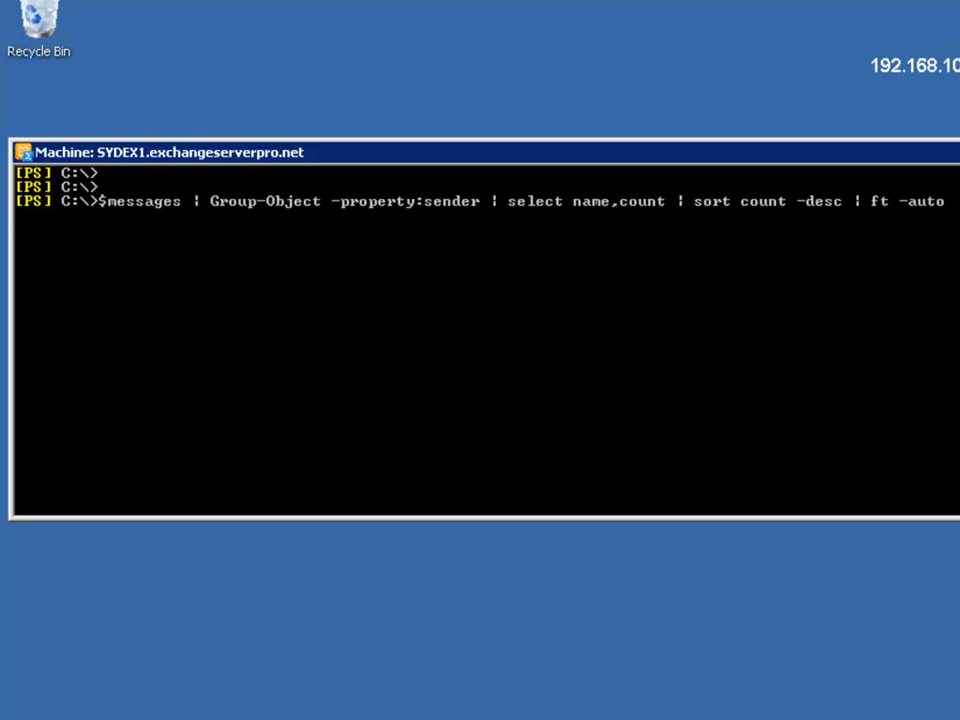 Recycle Bin
192.168.10
Machine: SYDEX1.exchangeserverpro.net
[PS] C:\>
[PS] C:\>
[PS] C:\>$messages | Group-Object -property:sender | select name,count | sort count -desc | ft -auto